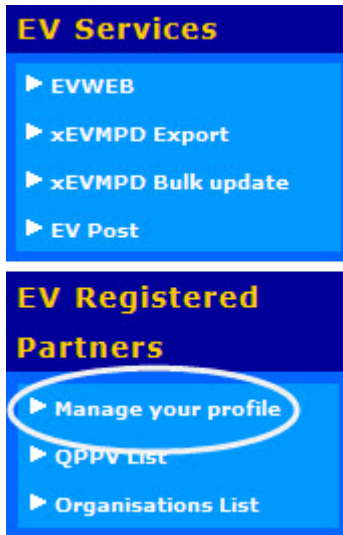 EV Services
EVWEB
xEVMPD Export
xEVMPD Bulk update
EV Post
EV Registered
Partners
Manage your profile
QPPV List
Organisations List